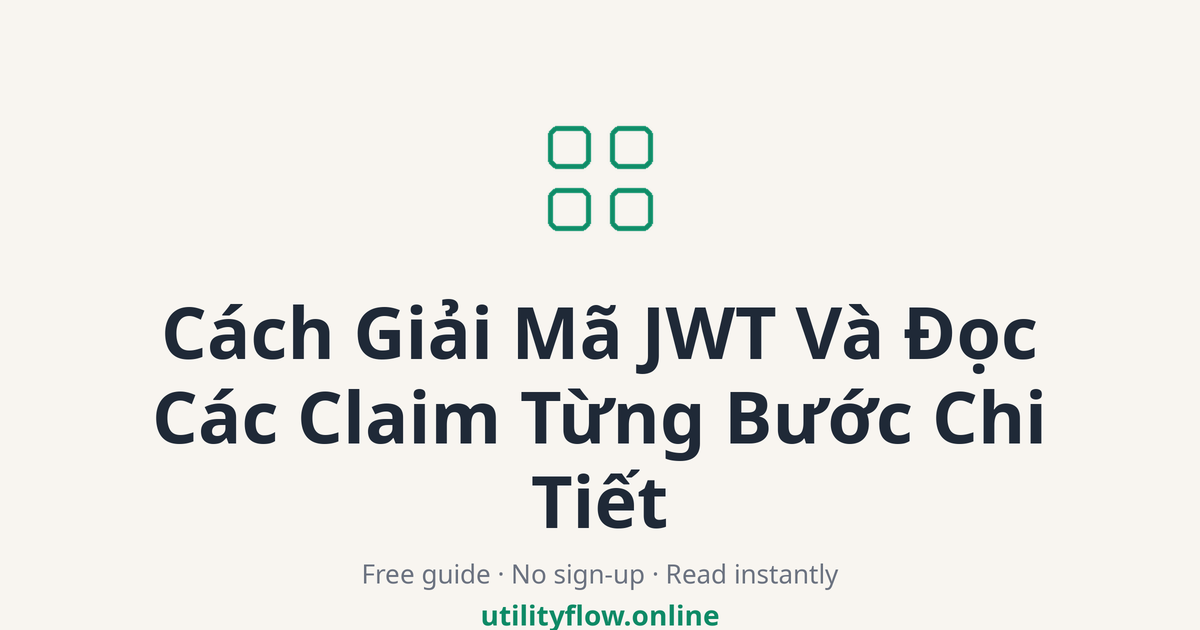 Cách Giải Mã JWT Và Đọc
Các Claim Từng Bước Chi
Tiết
Free guide · No sign-up · Read instantly
utilityflow.online